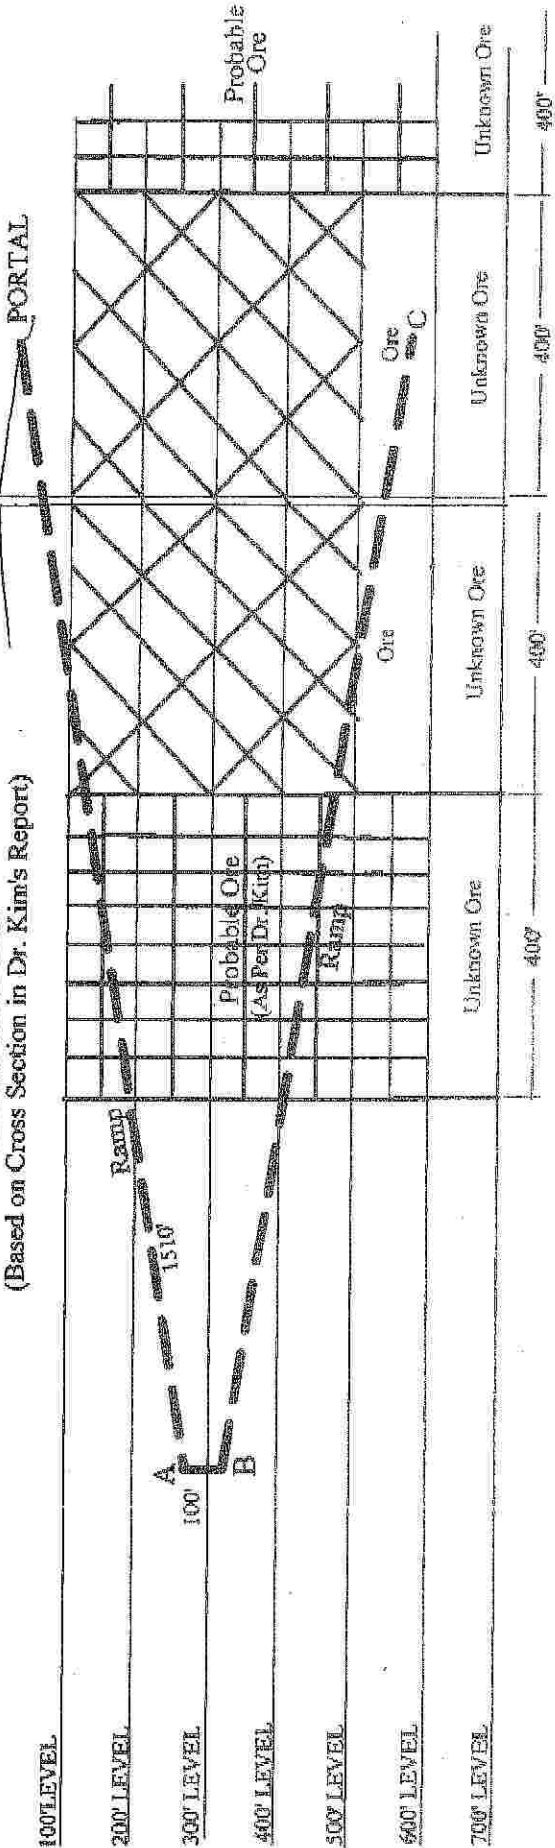 (Based on Cross Section in Dr. Kim's Report)
PORTAL
100'LEVEL
200' LEVEL
300' LEVEL
400' LEVEL
500' LEVEL
600' LEVEL
700' LEVEL
Ramp
1510'
A
100'
B
Probable Ore
(As Per Dr. Kim)
Ramp
Ore
Ore
C
Probable
Ore
Unknown Ore
Unknown Ore
Unknown Ore
Unknown Ore
400'
400'
400'
400'